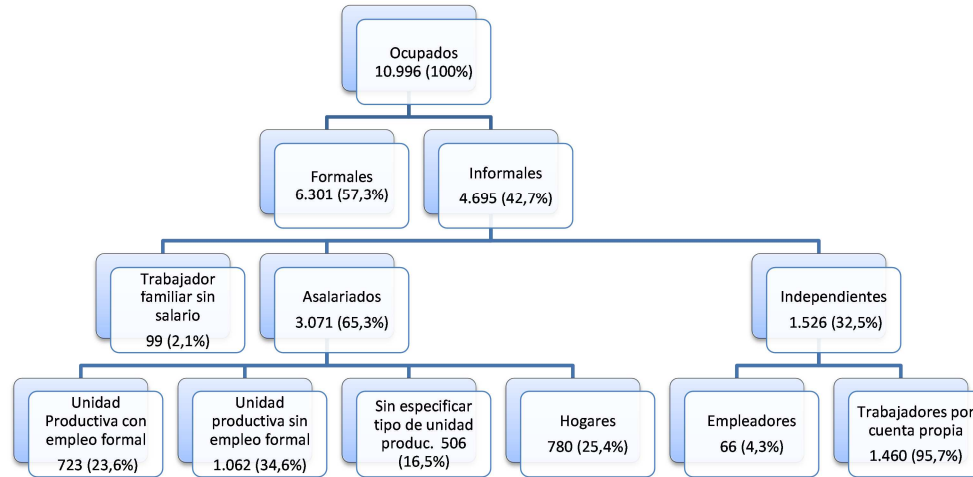 Ocupados
10.996 (100%)
Formales
6.301 (57,3%)
Informales
4.695 (42,7%)
Trabajador
familiar sin
salario
99 (2,1%)
Asalariados
3.071 (65,3%)
Independientes
1.526 (32,5%)
Unidad
Productiva con
empleo formal
723 (23,6%)
Unidad
productiva sin
empleo formal
1.062 (34,6%)
Sin especificar
tipo de unidad
produc. 506
(16,5%)
Hogares
780 (25,4%)
Empleadores
66 (4,3%)
Trabajadores por
cuenta propia
1.460 (95,7%)